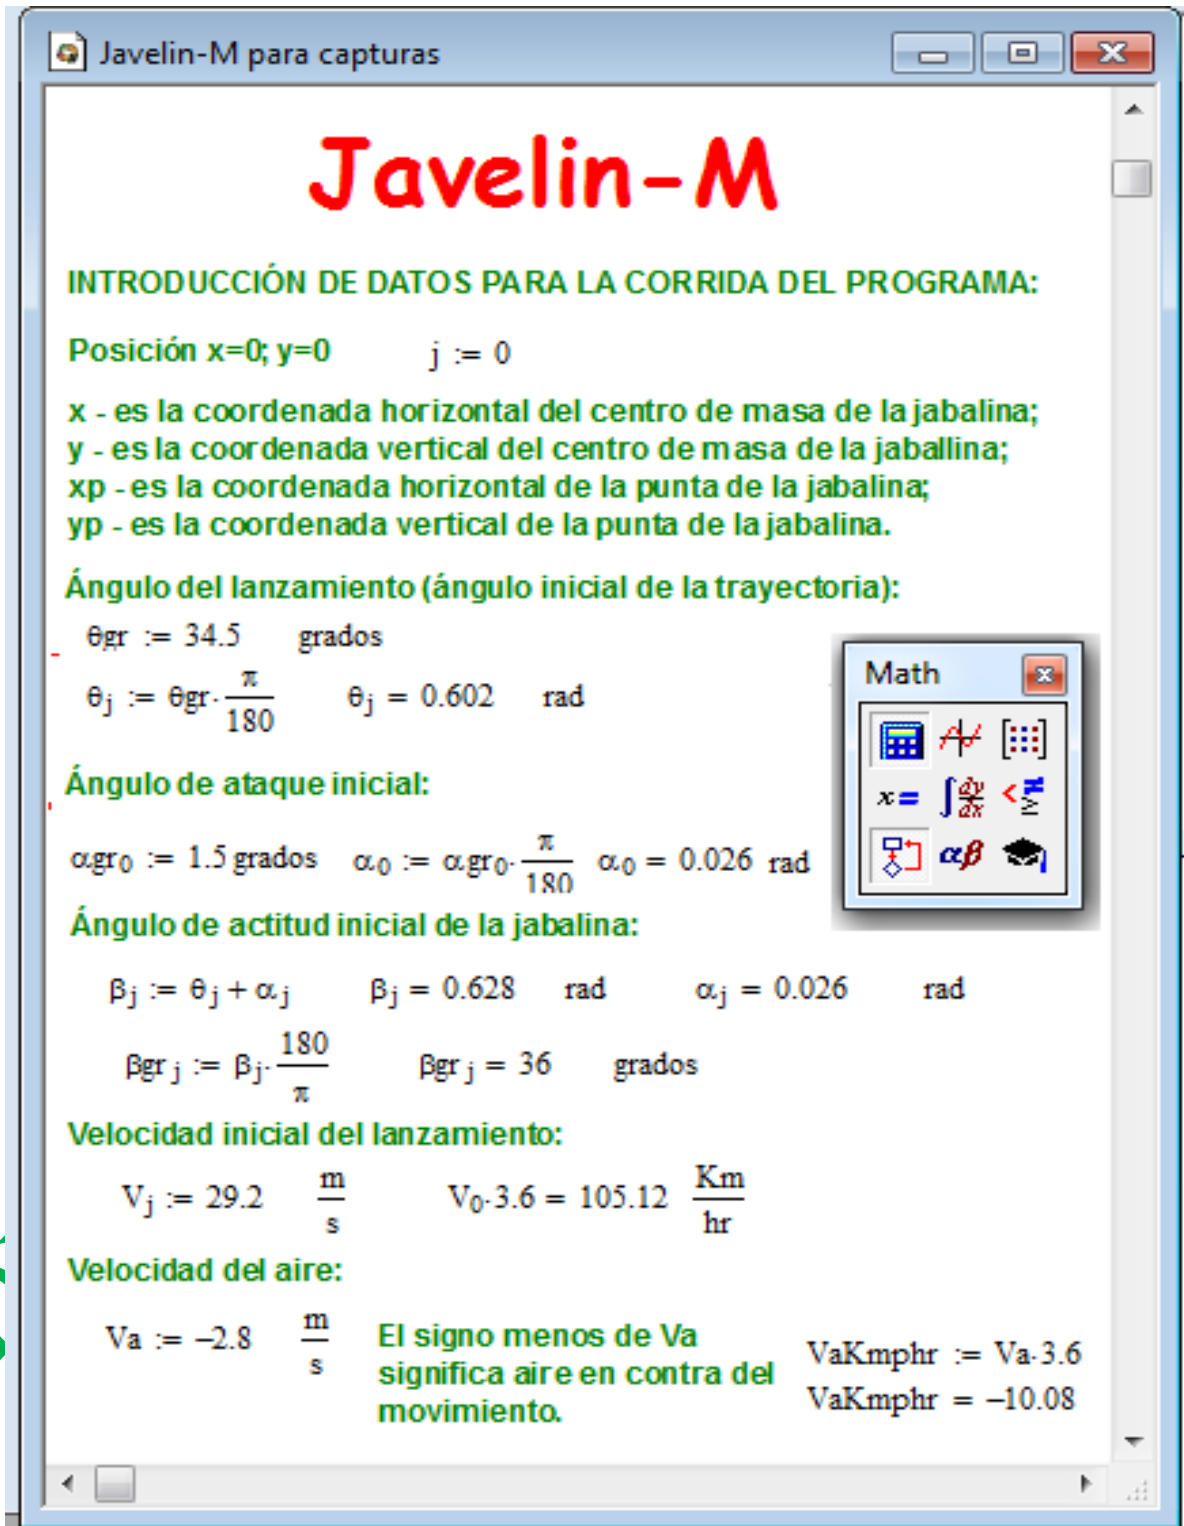 Javelin-M para capturas
Javelin-M
INTRODUCCIÓN DE DATOS PARA LA CORRIDA DEL PROGRAMA:
Posición x=0; y=0 j := 0
x - es la coordenada horizontal del centro de masa de la jabalina;
y - es la coordenada vertical del centro de masa de la jaballina;
xp - es la coordenada horizontal de la punta de la jabalina;
yp - es la coordenada vertical de la punta de la jabalina.
Ángulo del lanzamiento (ángulo inicial de la trayectoria):
θgr := 34.5 grados
θj := θgr·π/180 θj = 0.602 rad
Math
x=
∫ dy/dx
< ≠ ≥
αβ
Ángulo de ataque inicial:
αgr0 := 1.5 grados α0 := αgr0·π/180 α0 = 0.026 rad
Ángulo de actitud inicial de la jabalina:
βj := θj + αj βj = 0.628 rad αj = 0.026 rad
βgr j := βj·180/π βgr j = 36 grados
Velocidad inicial del lanzamiento:
Vj := 29.2 m/s V0·3.6 = 105.12 Km/hr
Velocidad del aire:
Va := −2.8 m/s
El signo menos de Va
significa aire en contra del
movimiento.
VaKmphr := Va·3.6
VaKmphr = −10.08